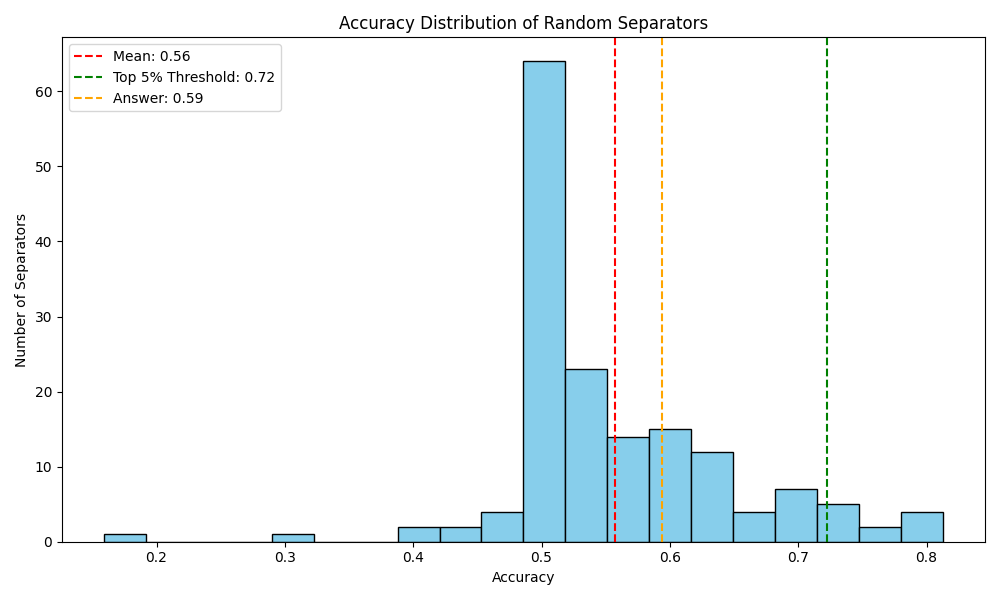 Accuracy Distribution of Random Separators
Mean: 0.56
Top 5% Threshold: 0.72
Answer: 0.59
Number of Separators
60
50
40
30
20
10
0
0.2 0.3 0.4 0.5 0.6 0.7 0.8
Accuracy